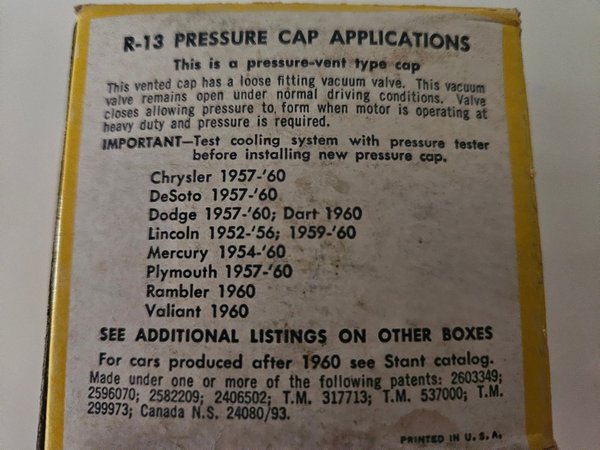 R-13 PRESSURE CAP APPLICATIONS
This is a pressure-vent type cap
This vented cap has a loose fitting vacuum valve. This vacuum
valve remains open under normal driving conditions. Valve
closes allowing pressure to form when motor is operating at
heavy duty and pressure is required.
IMPORTANT—Test cooling system with pressure tester
before installing new pressure cap.
Chrysler 1957-'60
DeSoto 1957-'60
Dodge 1957-'60; Dart 1960
Lincoln 1952-'56; 1959-'60
Mercury 1954-'60
Plymouth 1957-'60
Rambler 1960
Valiant 1960
SEE ADDITIONAL LISTINGS ON OTHER BOXES
For cars produced after 1960 see Stant catalog.
Made under one or more of the following patents: 2603349;
2596070; 2582209; 2406502; T.M. 317713; T.M. 537000; T.M.
299973; Canada N.S. 24080/93.
PRINTED IN U.S.A.